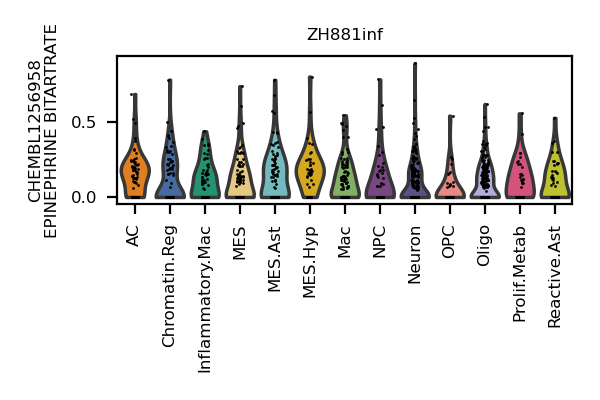 ZH881inf
CHEMBL1256958
EPINEPHRINE BITARTRATE
0.5
0.0
AC
Chromatin.Reg
Inflammatory.Mac
MES
MES.Ast
MES.Hyp
Mac
NPC
Neuron
OPC
Oligo
Prolif.Metab
Reactive.Ast